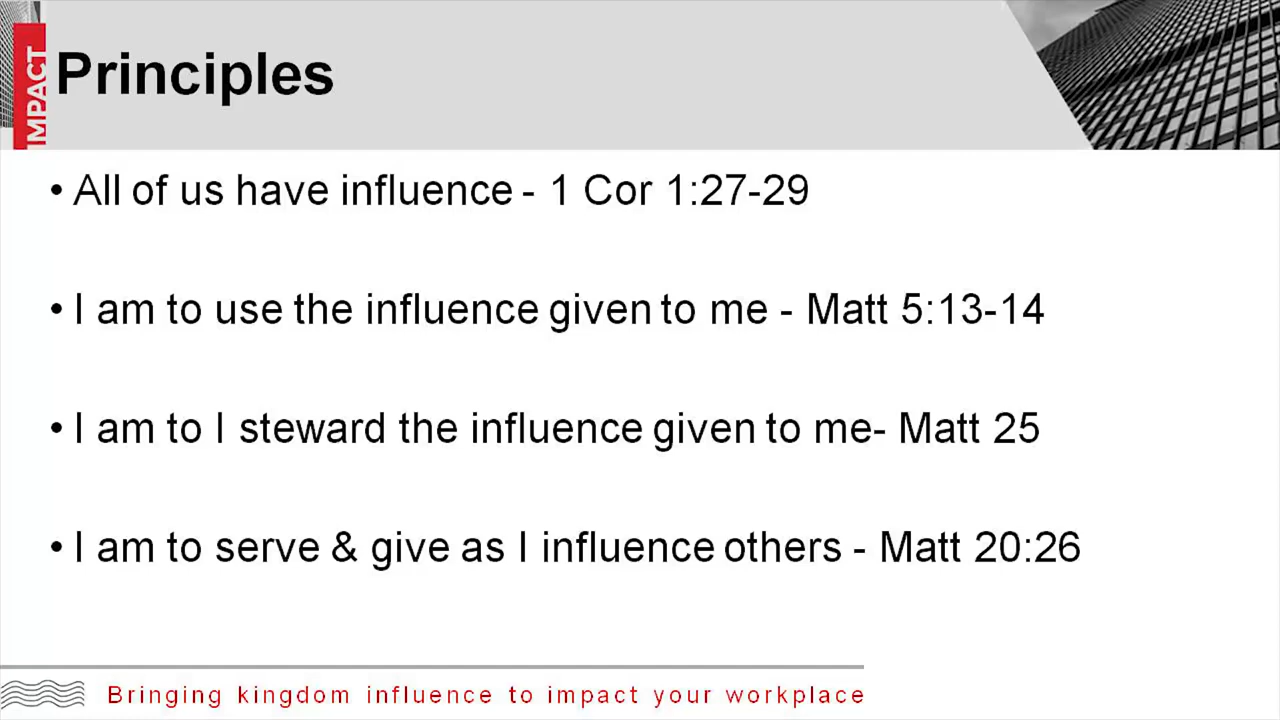 IMPACT
Principles
• All of us have influence - 1 Cor 1:27-29
• I am to use the influence given to me - Matt 5:13-14
• I am to I steward the influence given to me- Matt 25
• I am to serve & give as I influence others - Matt 20:26
Bringing kingdom influence to impact your workplace